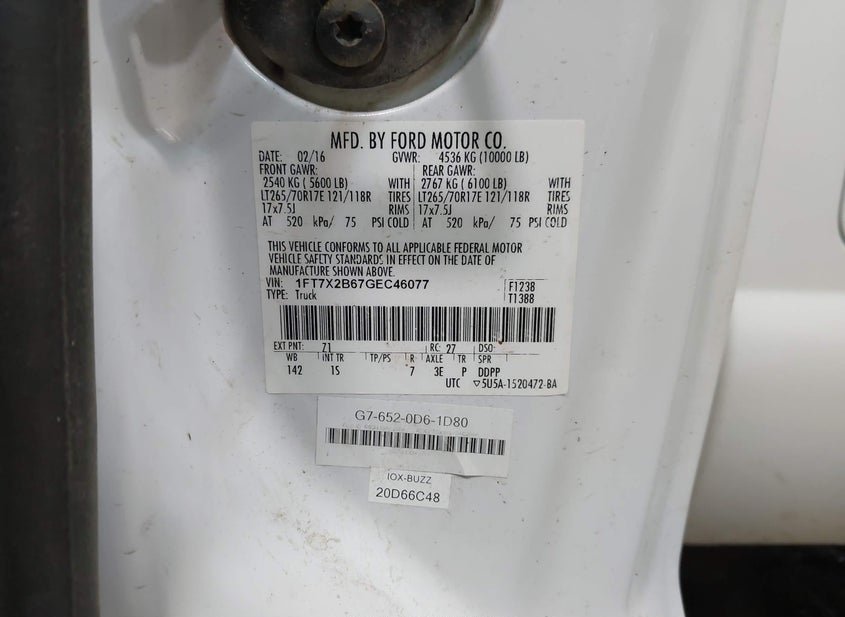 MFD. BY FORD MOTOR CO.
DATE: 02/16 GVWR: 4536 KG (10000 LB)
FRONT GAWR: REAR GAWR:
2540 KG ( 5600 LB) WITH 2767 KG ( 6100 LB) WITH
LT265/70R17E 121/118R TIRES LT265/70R17E 121/118R TIRES
17x7.5J RIMS 17x7.5J RIMS
AT 520 kPa/ 75 PSI COLD AT 520 kPa/ 75 PSI COLD
THIS VEHICLE CONFORMS TO ALL APPLICABLE FEDERAL MOTOR
VEHICLE SAFETY STANDARDS IN EFFECT ON THE DATE OF
MANUFACTURE SHOWN ABOVE.
VIN: 1FT7X2B67GEC46077 F1238
TYPE: Truck T1388
EXT PNT: Z1 RC: 27 DSO:
WB INT TR TP/PS R AXLE TR SPR
142 1S 7 3E P DDPP
UTC ▽5U5A-1520472-BA
G7-652-0D6-1D80
IOX-BUZZ
20D66C48